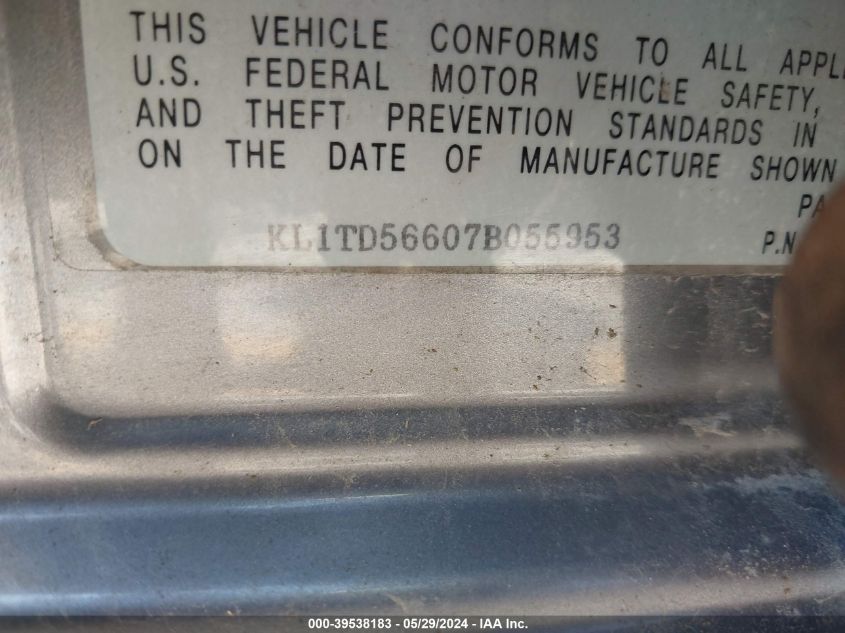 THIS VEHICLE CONFORMS TO ALL
U.S. FEDERAL MOTOR VEHICLE SAFETY,
AND THEFT PREVENTION STANDARDS IN
ON THE DATE OF MANUFACTURE SHOWN
KL1TD56607B055953
P.N.
000-39538183 - 05/29/2024 - IAA Inc.